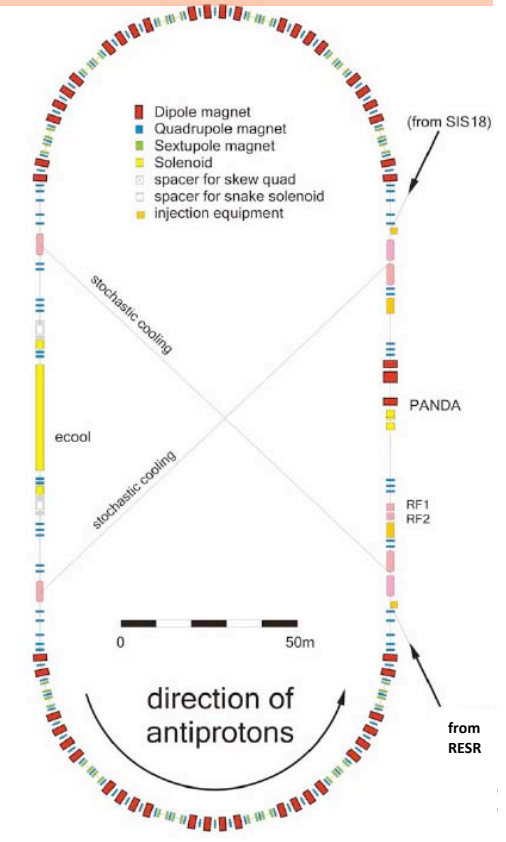 Dipole magnet
Quadrupole magnet
Sextupole magnet
Solenoid
spacer for skew quad
spacer for snake solenoid
injection equipment
(from SIS18)
stochastic cooling
PANDA
ecool
stochastic cooling
RF1
RF2
0
50m
direction of
antiprotons
from
RESR